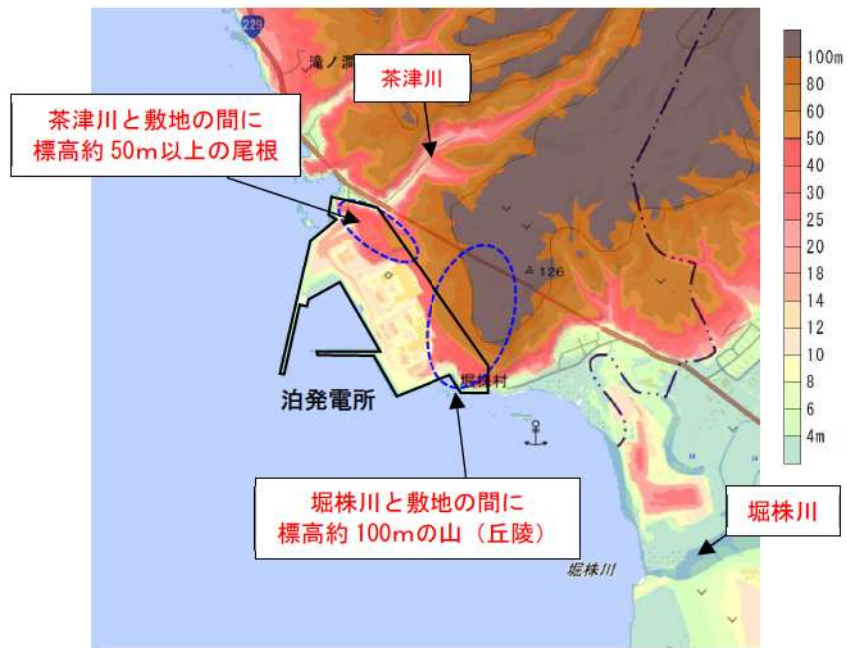 229
滝ノ澗
茶津川
茶津川と敷地の間に
標高約 50m以上の尾根
126
堀株村
泊発電所
堀株川と敷地の間に
標高約 100mの山（丘陵）
堀株川
堀株川
100m
80
60
50
40
30
25
20
18
14
12
10
8
6
4m